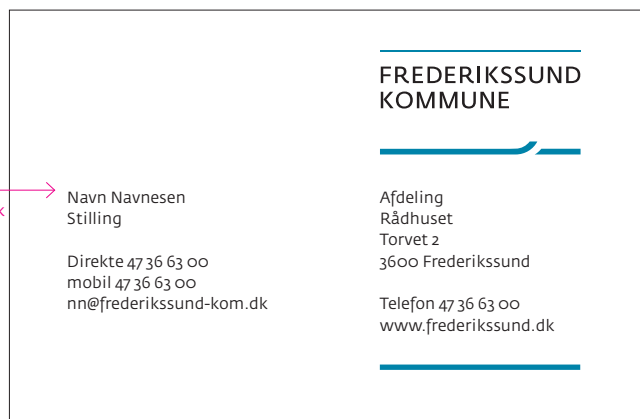 FREDERIKSSUND
KOMMUNE
Navn Navnesen
Stilling
Direkte 47 36 63 00
mobil 47 36 63 00
nn@frederikssund-kom.dk
Afdeling
Rådhuset
Torvet 2
3600 Frederikssund
Telefon 47 36 63 00
www.frederikssund.dk